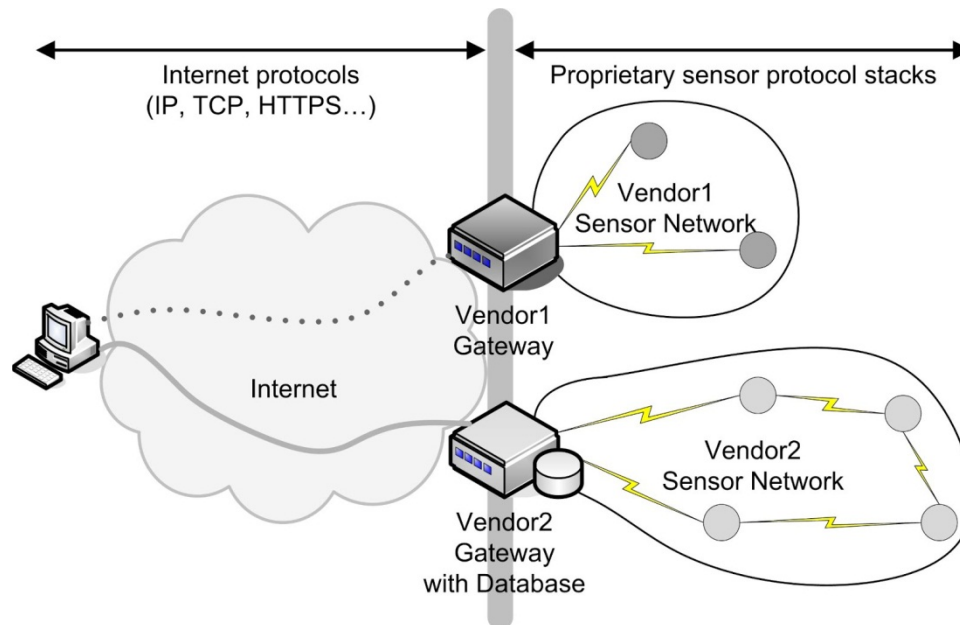 Internet protocols
(IP, TCP, HTTPS…)
Proprietary sensor protocol stacks
Vendor1
Sensor Network
Vendor1
Gateway
Internet
Vendor2
Sensor Network
Vendor2
Gateway
with Database